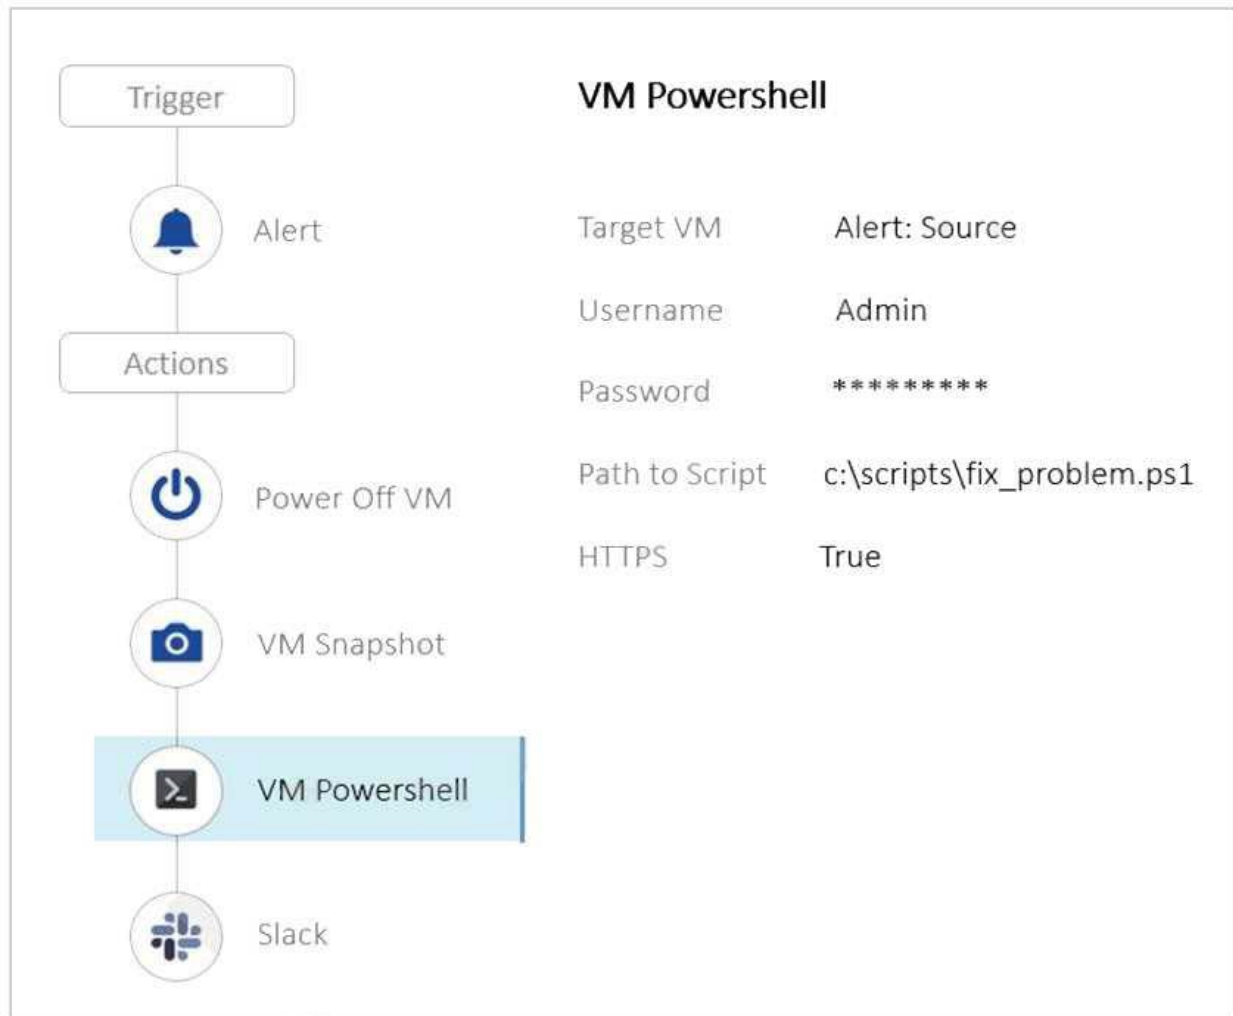 Trigger
Alert
Actions
Power Off VM
VM Snapshot
VM Powershell
Slack
VM Powershell
Target VM Alert: Source
Username Admin
Password *********
Path to Script c:\scripts\fix_problem.ps1
HTTPS True